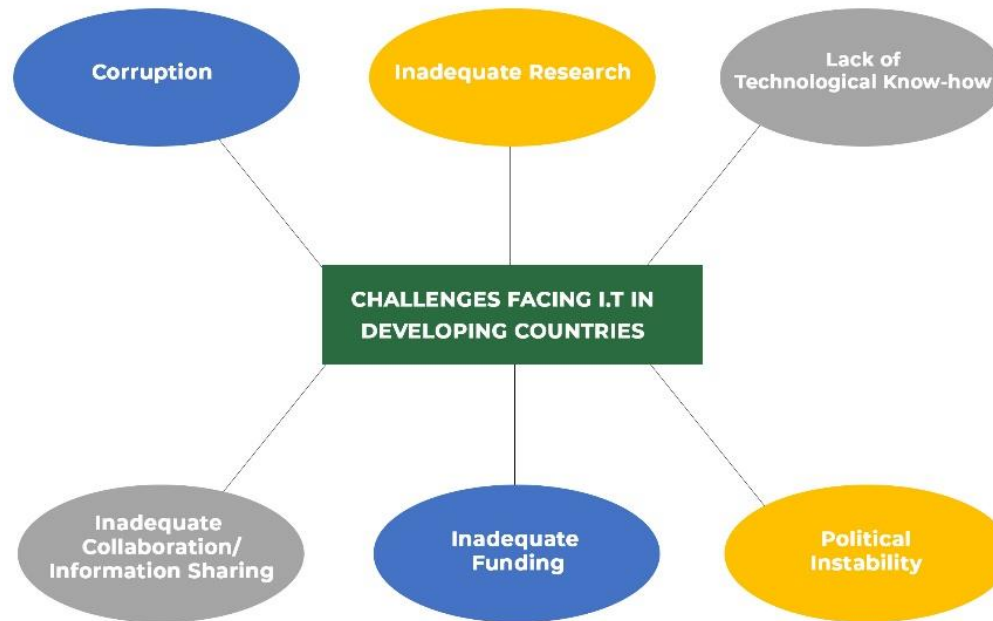 Corruption
Inadequate Research
Lack of
Technological Know-how
CHALLENGES FACING I.T IN
DEVELOPING COUNTRIES
Inadequate
Collaboration/
Information Sharing
Inadequate
Funding
Political
Instability